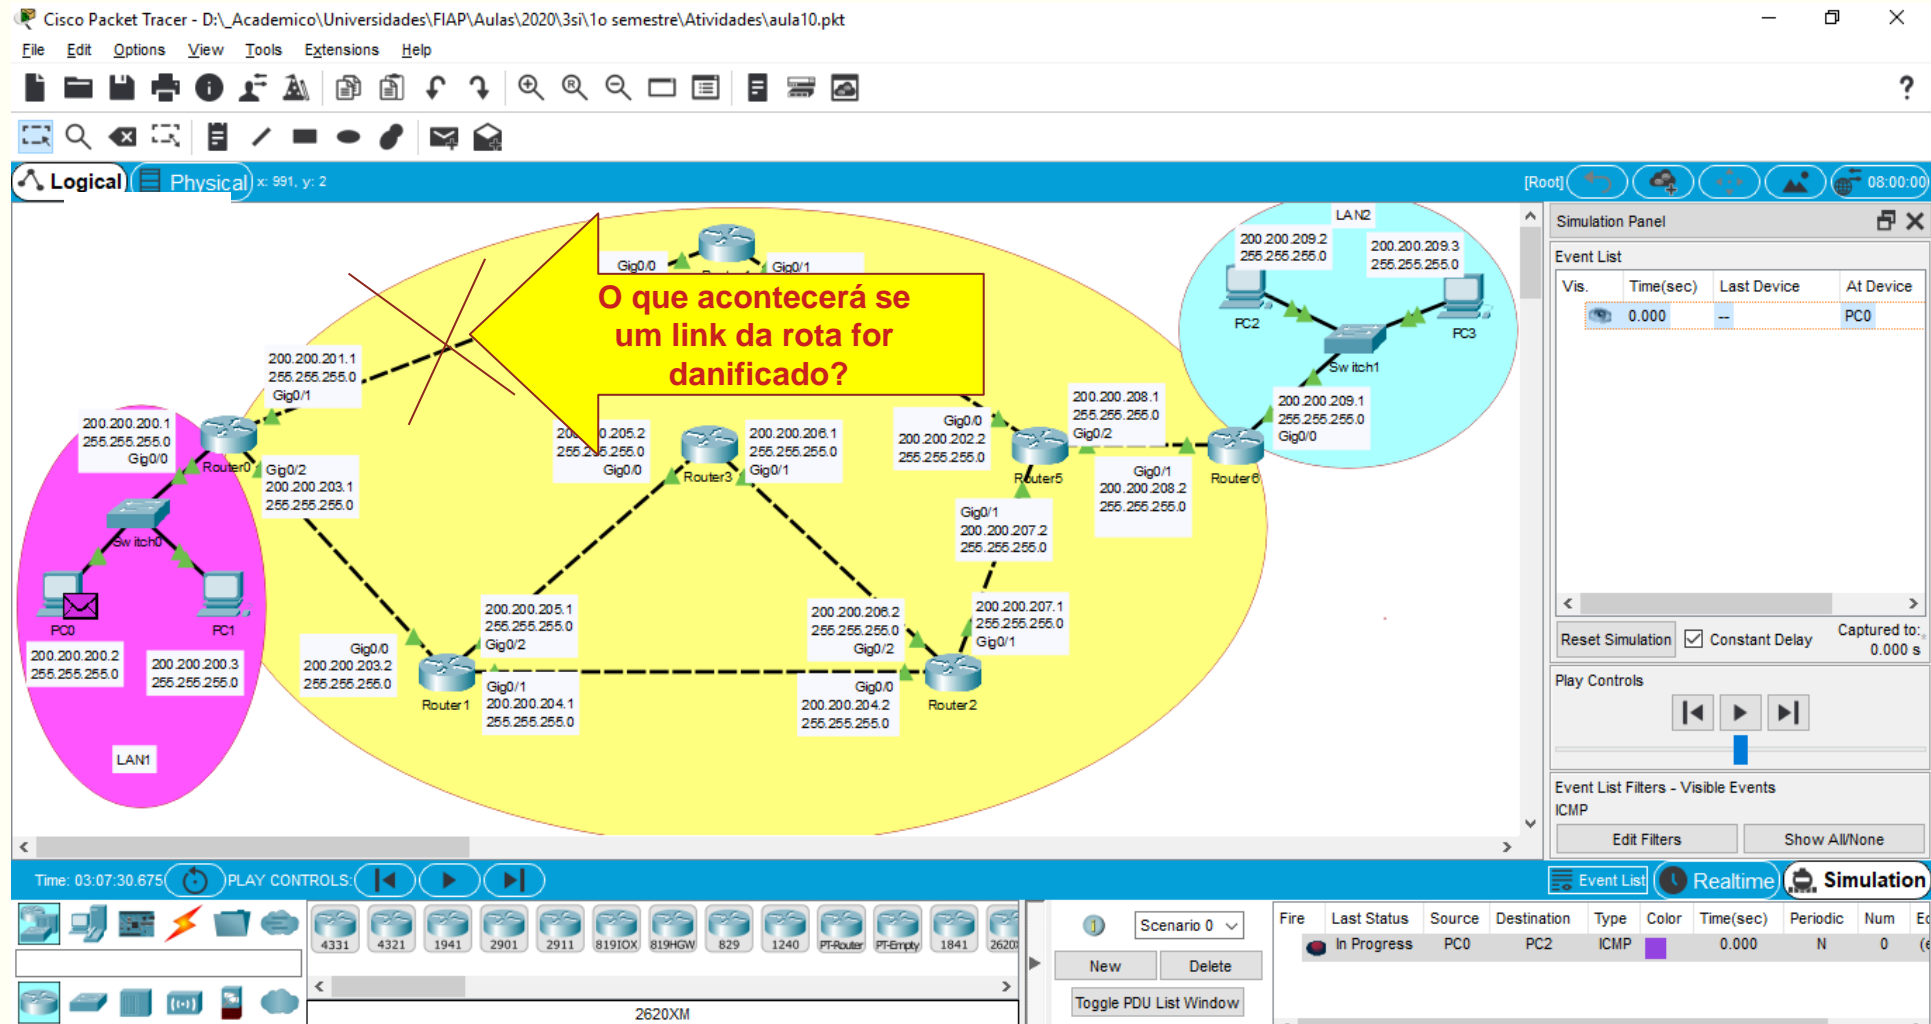 Cisco Packet Tracer - D:\_Academico\Universidades\FIAP\Aulas\2020\3si\1o semestre\Atividades\aula10.pkt
File Edit Options View Tools Extensions Help
Logical
Physical
x: 991, y: 2
[Root]
08:00:00
Gig0/0
Gig0/1
O que acontecerá se
um link da rota for
danificado?
200.200.201.1
255.255.255.0
Gig0/1
200.200.200.1
255.255.255.0
Gig0/0
Router0
Gig0/2
200.200.203.1
255.255.255.0
Switch0
PC0
PC1
200.200.200.2
255.255.255.0
200.200.200.3
255.255.255.0
LAN1
255.255.255.0
Gig0/0
Router3
200.200.206.1
255.255.255.0
Gig0/1
Gig0/0
200.200.202.2
255.255.255.0
Router5
200.200.208.1
255.255.255.0
Gig0/2
Gig0/1
200.200.208.2
255.255.255.0
Router6
Gig0/1
200.200.207.2
255.255.255.0
200.200.205.1
255.255.255.0
Gig0/2
Gig0/0
200.200.203.2
255.255.255.0
Router1
Gig0/1
200.200.204.1
255.255.255.0
200.200.206.2
255.255.255.0
Gig0/2
200.200.207.1
255.255.255.0
Gig0/1
Gig0/0
200.200.204.2
255.255.255.0
Router2
LAN2
200.200.209.2
255.255.255.0
200.200.209.3
255.255.255.0
PC2
PC3
Switch1
200.200.209.1
255.255.255.0
Gig0/0
Simulation Panel
Event List
Vis. Time(sec) Last Device At Device
0.000 -- PC0
Reset Simulation
Constant Delay
Captured to:
0.000 s
Play Controls
Event List Filters - Visible Events
ICMP
Edit Filters
Show All/None
Time: 03:07:30.675
PLAY CONTROLS:
Event List
Realtime
Simulation
4331 4321 1941 2901 2911 819IOX 819HGW 829 1240 PT-Router PT-Empty 1841
2620XM
Scenario 0
New
Delete
Toggle PDU List Window
Fire Last Status Source Destination Type Color Time(sec) Periodic Num
In Progress PC0 PC2 ICMP 0.000 N 0